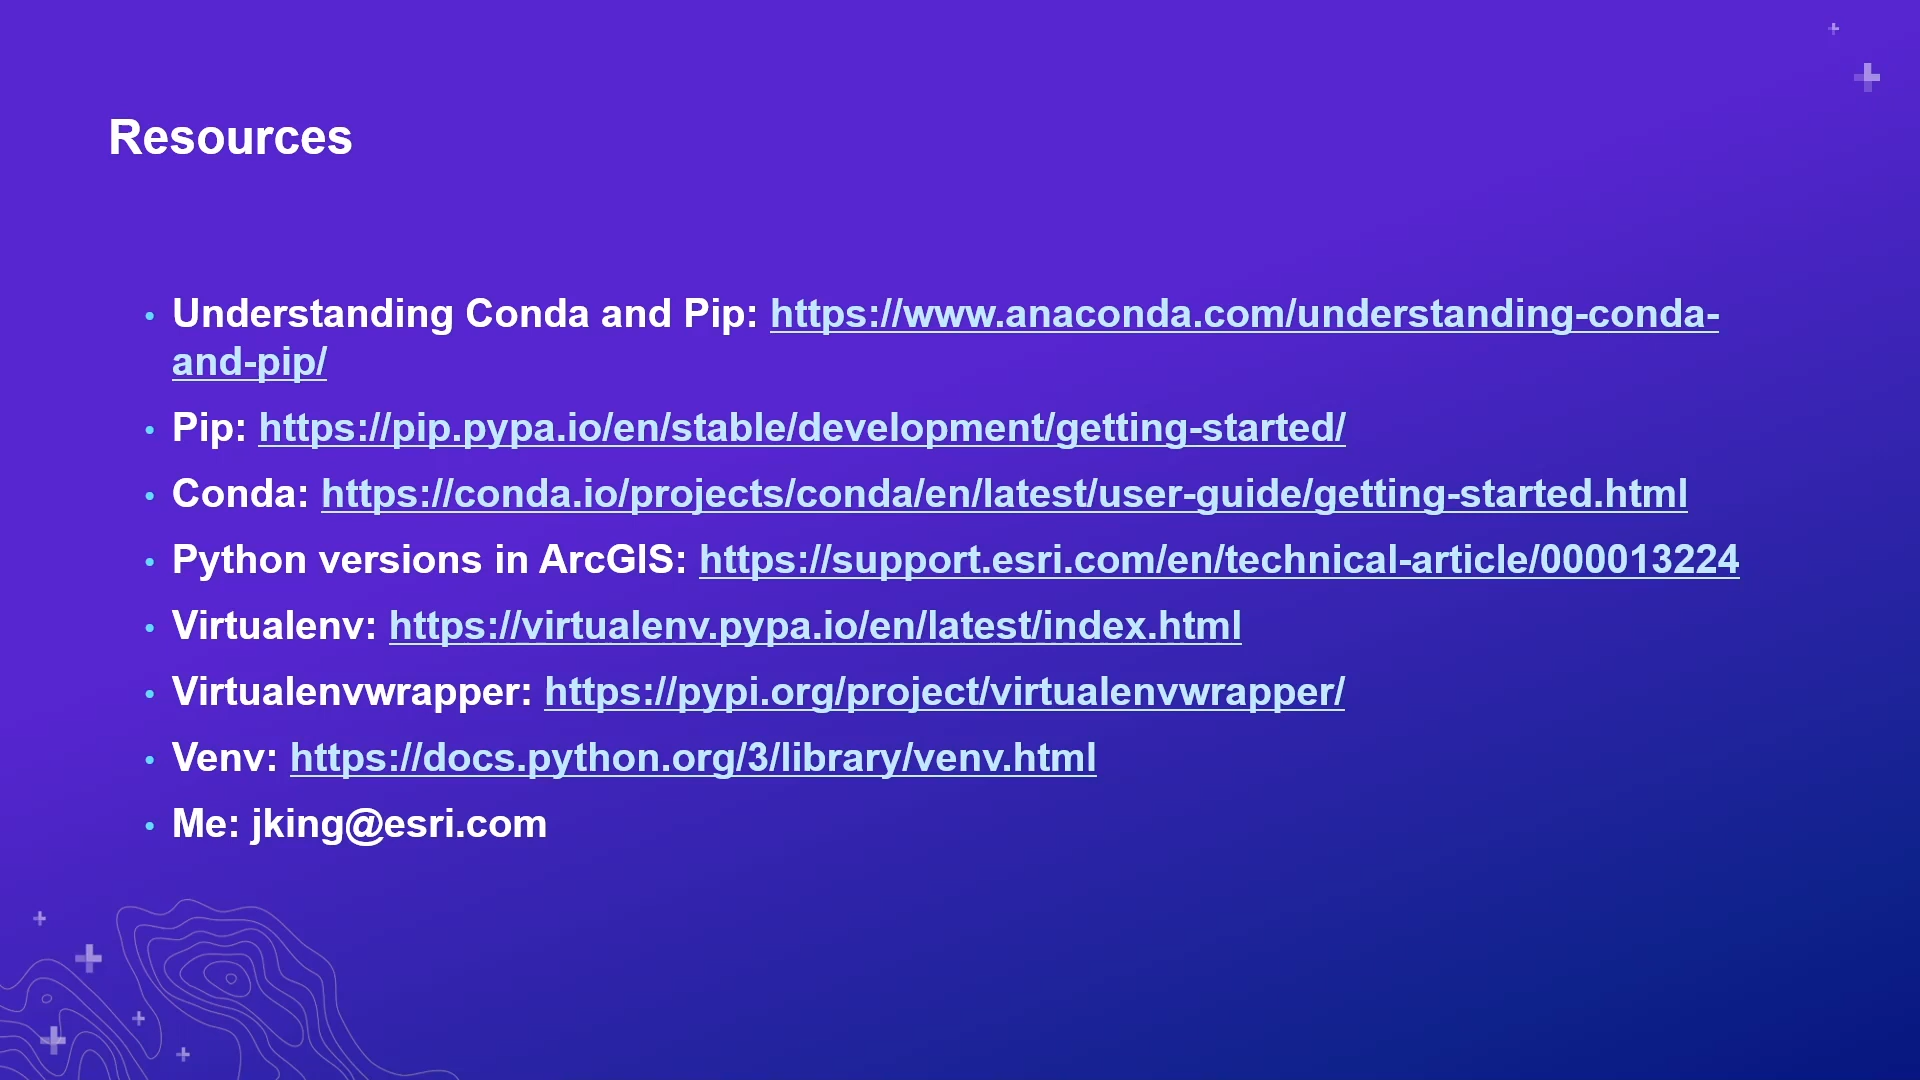 Resources
Understanding Conda and Pip: https://www.anaconda.com/understanding-conda-
and-pip/
Pip: https://pip.pypa.io/en/stable/development/getting-started/
Conda: https://conda.io/projects/conda/en/latest/user-guide/getting-started.html
Python versions in ArcGIS: https://support.esri.com/en/technical-article/000013224
Virtualenv: https://virtualenv.pypa.io/en/latest/index.html
Virtualenvwrapper: https://pypi.org/project/virtualenvwrapper/
Venv: https://docs.python.org/3/library/venv.html
Me: jking@esri.com